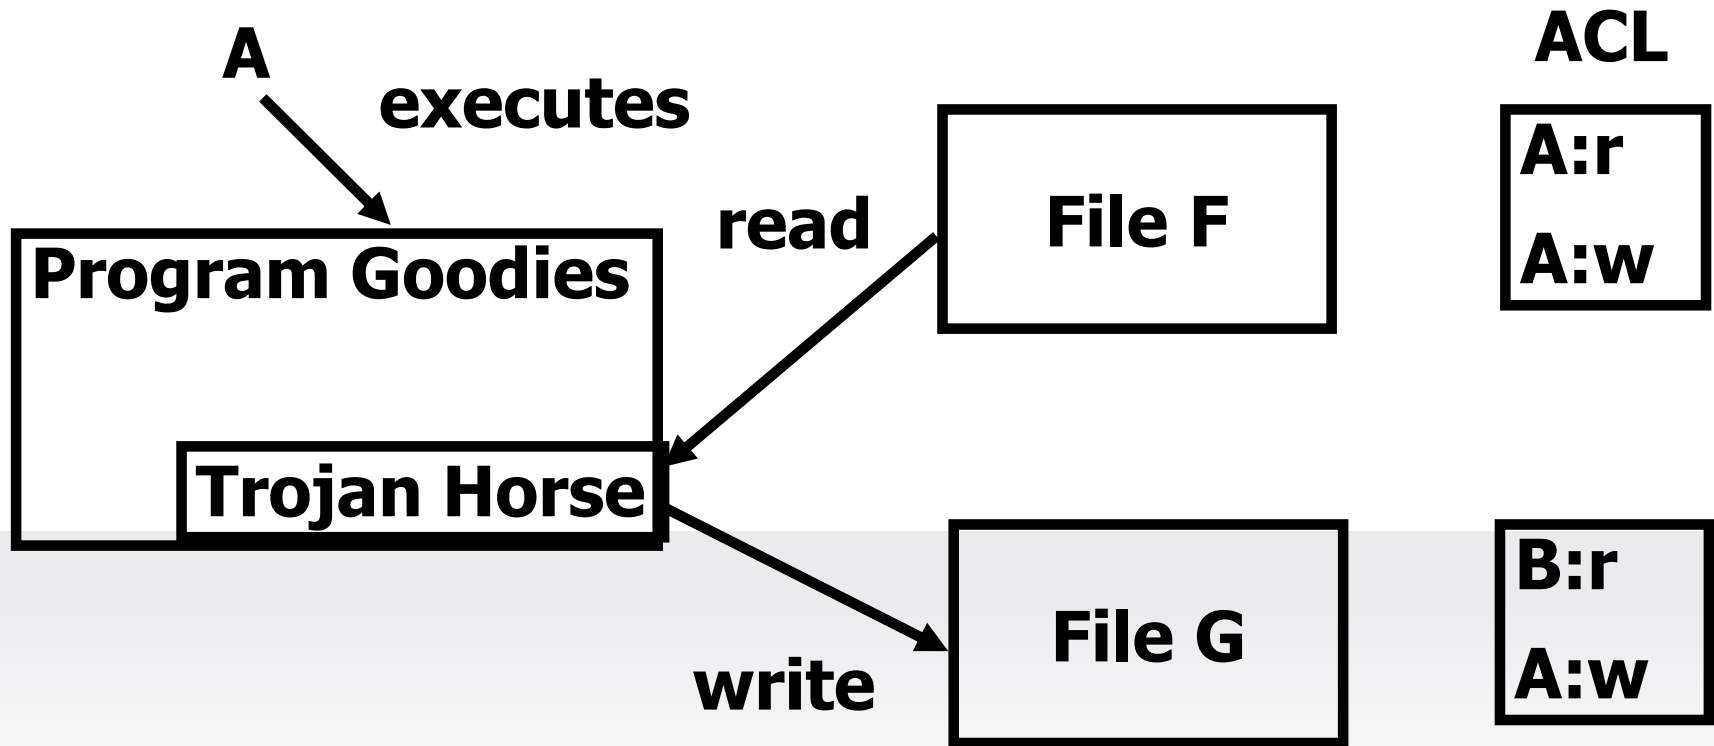 A
executes
ACL
Program Goodies
read
File F
A:r
A:w
Trojan Horse
write
File G
B:r
A:w